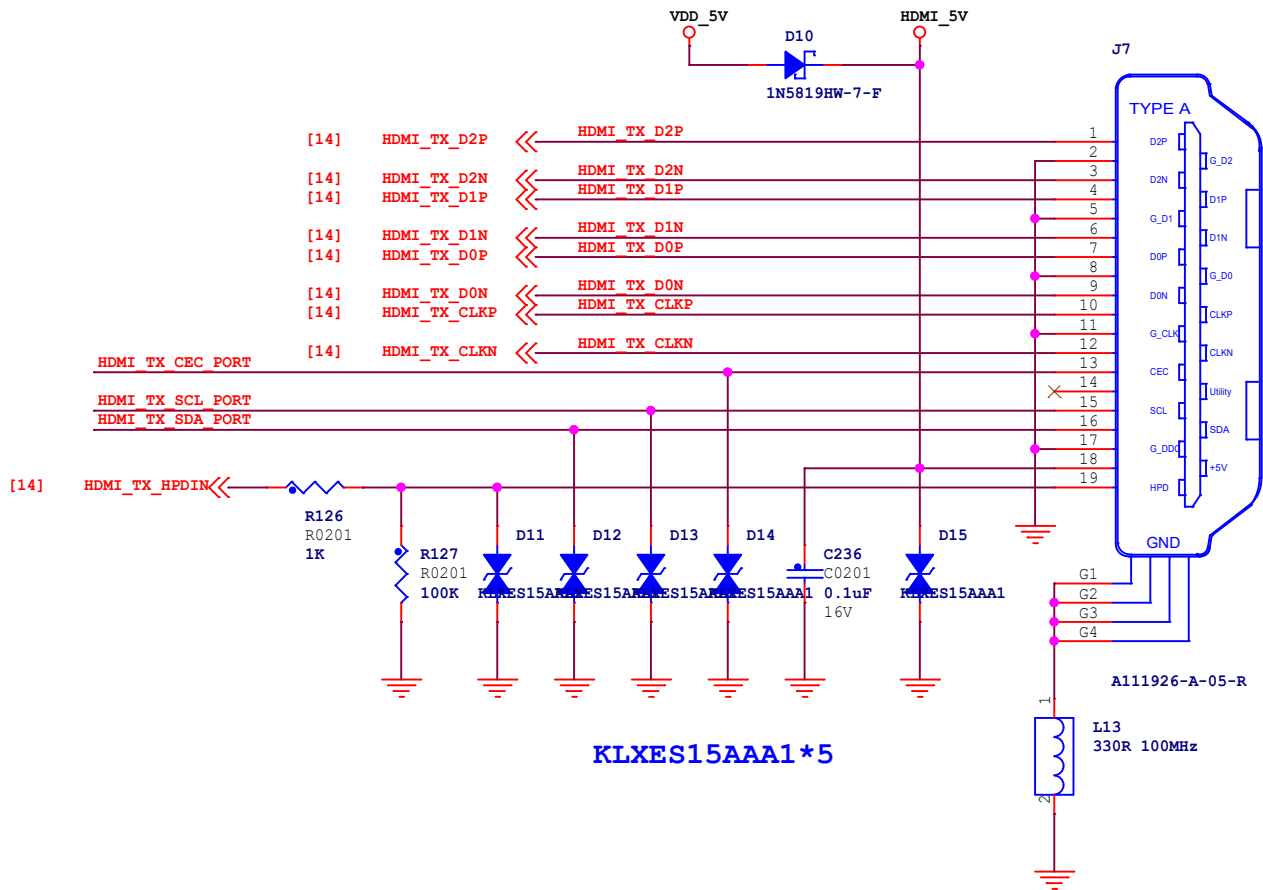 VDD_5V
HDMI_5V
D10
J7
1N5819HW-7-F
TYPE A
[14] HDMI_TX_D2P HDMI_TX_D2P 1 D2P
2 G_D2
[14] HDMI_TX_D2N HDMI_TX_D2N 3 D2N
[14] HDMI_TX_D1P HDMI_TX_D1P 4 D1P
5 G_D1
[14] HDMI_TX_D1N HDMI_TX_D1N 6 D1N
[14] HDMI_TX_D0P HDMI_TX_D0P 7 D0P
8 G_D0
[14] HDMI_TX_D0N HDMI_TX_D0N 9 D0N
[14] HDMI_TX_CLKP HDMI_TX_CLKP 10 CLKP
11 G_CLK
[14] HDMI_TX_CLKN HDMI_TX_CLKN 12 CLKN
HDMI_TX_CEC_PORT 13 CEC
14 Utility
HDMI_TX_SCL_PORT 15 SCL
HDMI_TX_SDA_PORT 16 SDA
17 G_DDC
18 +5V
[14] HDMI_TX_HPDIN 19 HPD
R126
R0201
1K
R127
R0201
100K
D11
D12
D13
D14
KLXES15AAA1
C236
C0201
0.1uF
16V
D15
KLXES15AAA1
GND
G1
G2
G3
G4
A111926-A-05-R
1
L13
330R 100MHz
2
KLXES15AAA1*5